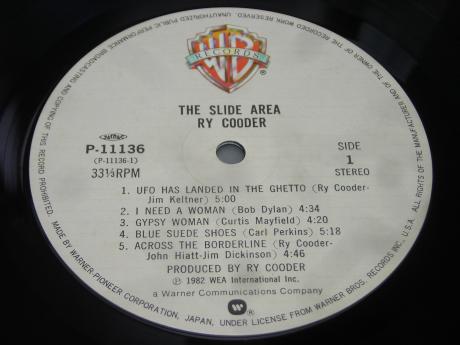 WB
RECORDS
®
THE SLIDE AREA
RY COODER
P-11136
(P-11136-1)
33⅓RPM
SIDE
1
STEREO
1. UFO HAS LANDED IN THE GHETTO (Ry Cooder-
Jim Keltner) 5:00
2. I NEED A WOMAN (Bob Dylan) 4:34
3. GYPSY WOMAN (Curtis Mayfield) 4:20
4. BLUE SUEDE SHOES (Carl Perkins) 5:18
5. ACROSS THE BORDERLINE (Ry Cooder-
John Hiatt-Jim Dickinson) 4:46
PRODUCED BY RY COODER
℗ 1982 WEA International Inc.
a Warner Communications Company
MADE BY WARNER-PIONEER CORPORATION, JAPAN, UNDER LICENSE FROM WARNER BROS. RECORDS INC., U.S.A. ALL RIGHTS OF THE MANUFACTURER AND OF THE OWNER OF THE RECORDED WORK RESERVED. UNAUTHORIZED PUBLIC PERFORMANCE, BROADCASTING AND COPYING OF THIS RECORD PROHIBITED.